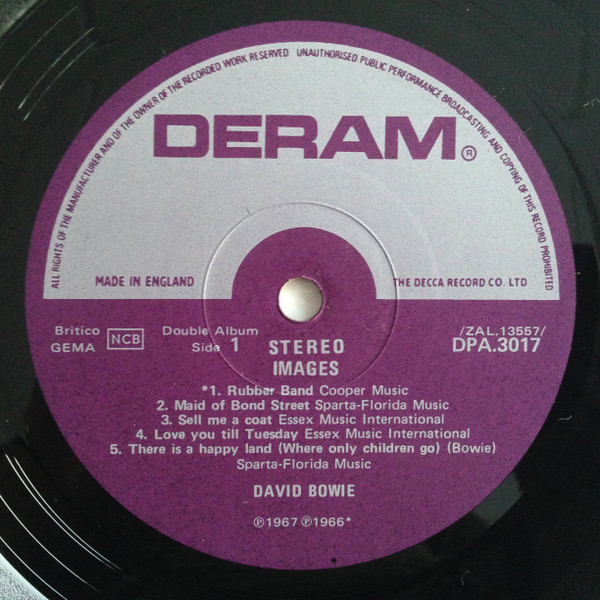 ALL RIGHTS OF THE MANUFACTURER AND OF THE OWNER OF THE RECORDED WORK RESERVED UNAUTHORISED PUBLIC PERFORMANCE BROADCASTING AND COPYING OF THIS RECORD PROHIBITED
DERAM®
MADE IN ENGLAND
THE DECCA RECORD CO. LTD
Britico
GEMA
NCB
Double Album
Side 1
STEREO
IMAGES
/ZAL.13557/
DPA.3017
*1. Rubber Band Cooper Music
2. Maid of Bond Street Sparta-Florida Music
3. Sell me a coat Essex Music International
4. Love you till Tuesday Essex Music International
5. There is a happy land (Where only children go) (Bowie)
Sparta-Florida Music
DAVID BOWIE
℗1967 ℗1966*